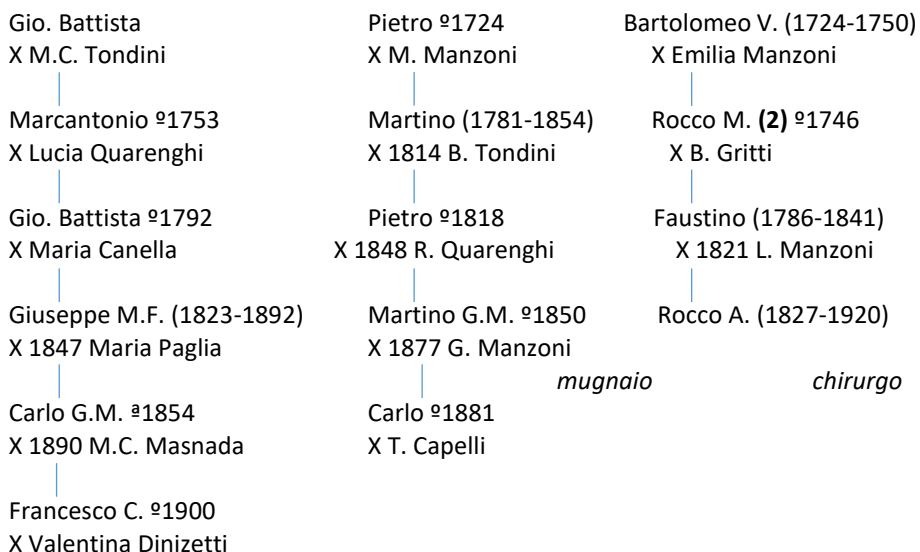 Gio. Battista Pietro º1724 Bartolomeo V. (1724-1750)
X M.C. Tondini X M. Manzoni X Emilia Manzoni
Marcantonio º1753 Martino (1781-1854) Rocco M. (2) º1746
X Lucia Quarenghi X 1814 B. Tondini X B. Gritti
Gio. Battista º1792 Pietro º1818 Faustino (1786-1841)
X Maria Canella X 1848 R. Quarenghi X 1821 L. Manzoni
Giuseppe M.F. (1823-1892) Martino G.M. º1850 Rocco A. (1827-1920)
X 1847 Maria Paglia X 1877 G. Manzoni
mugnaio chirurgo
Carlo G.M. ª1854 Carlo º1881
X 1890 M.C. Masnada X T. Capelli
Francesco C. º1900
X Valentina Dinizetti